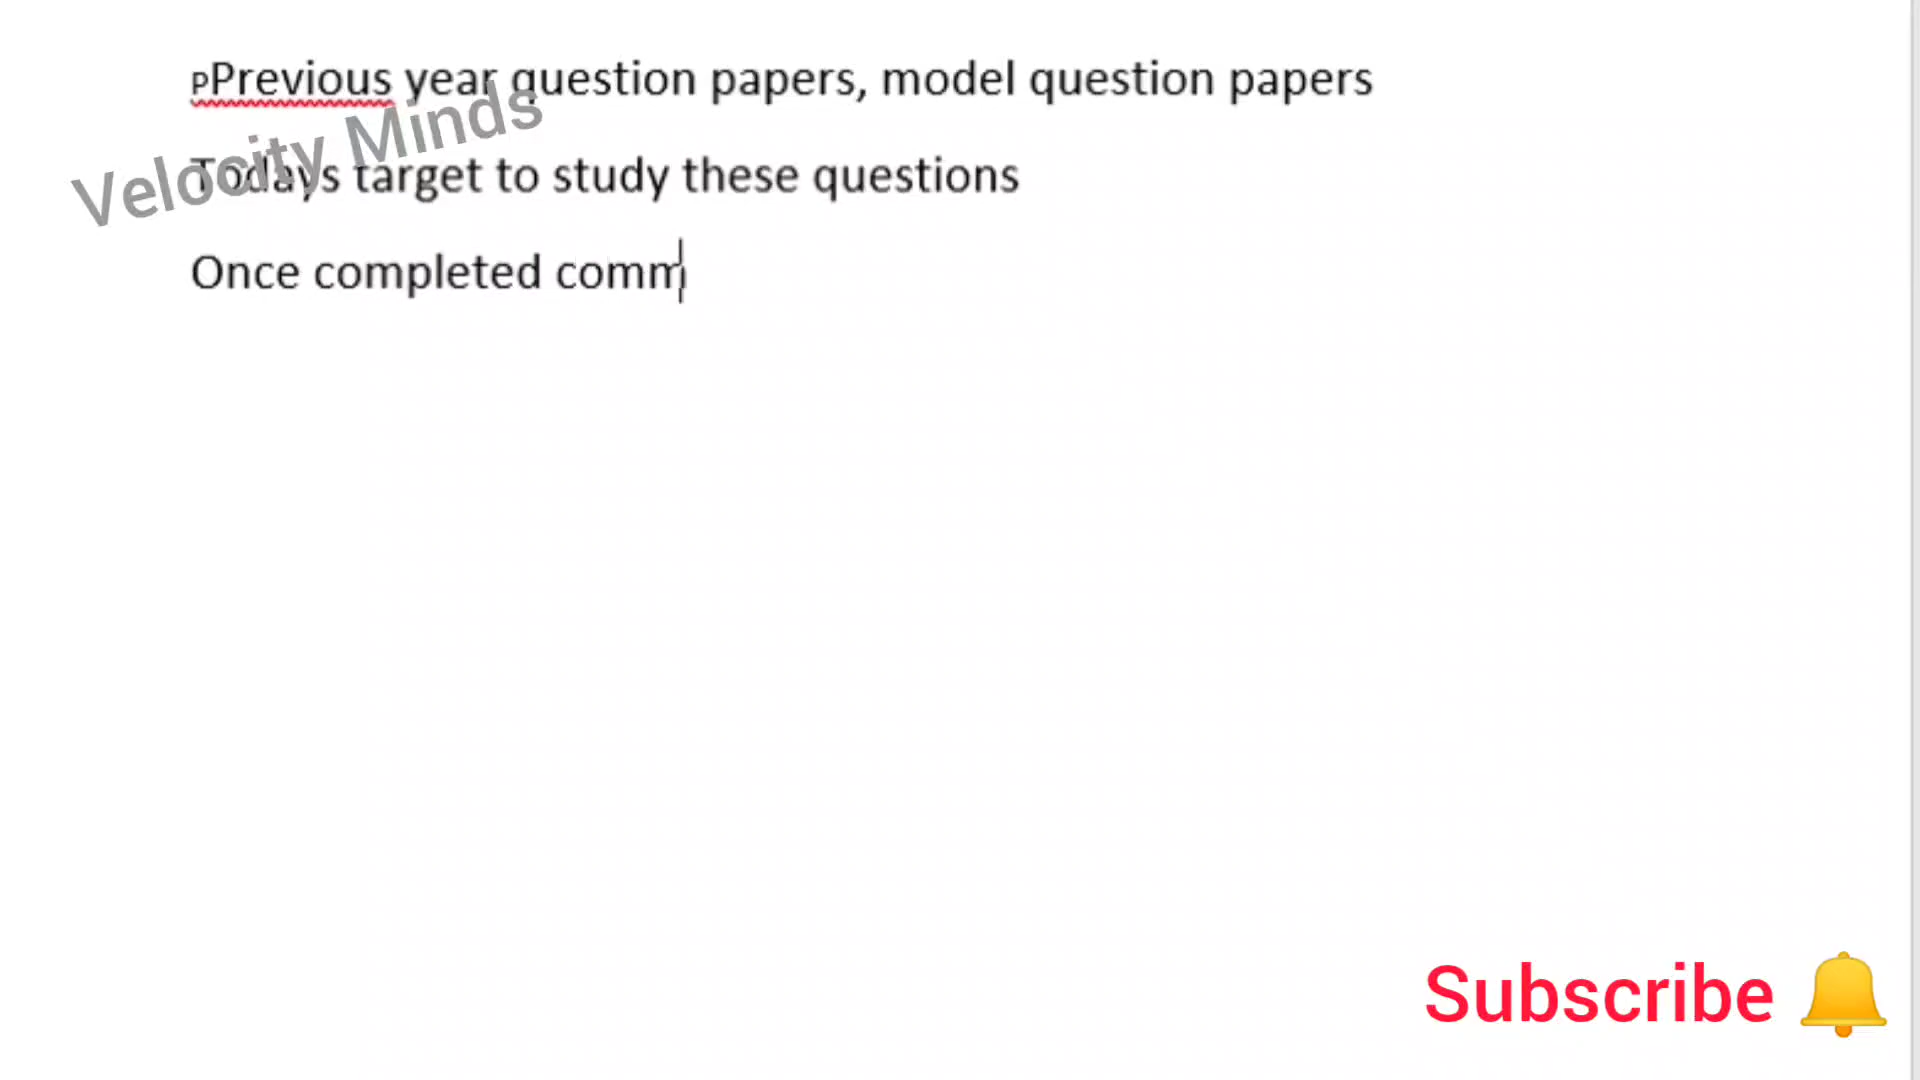 pPrevious year question papers, model question papers
Velocity Minds
Todays target to study these questions
Once completed comm
Subscribe